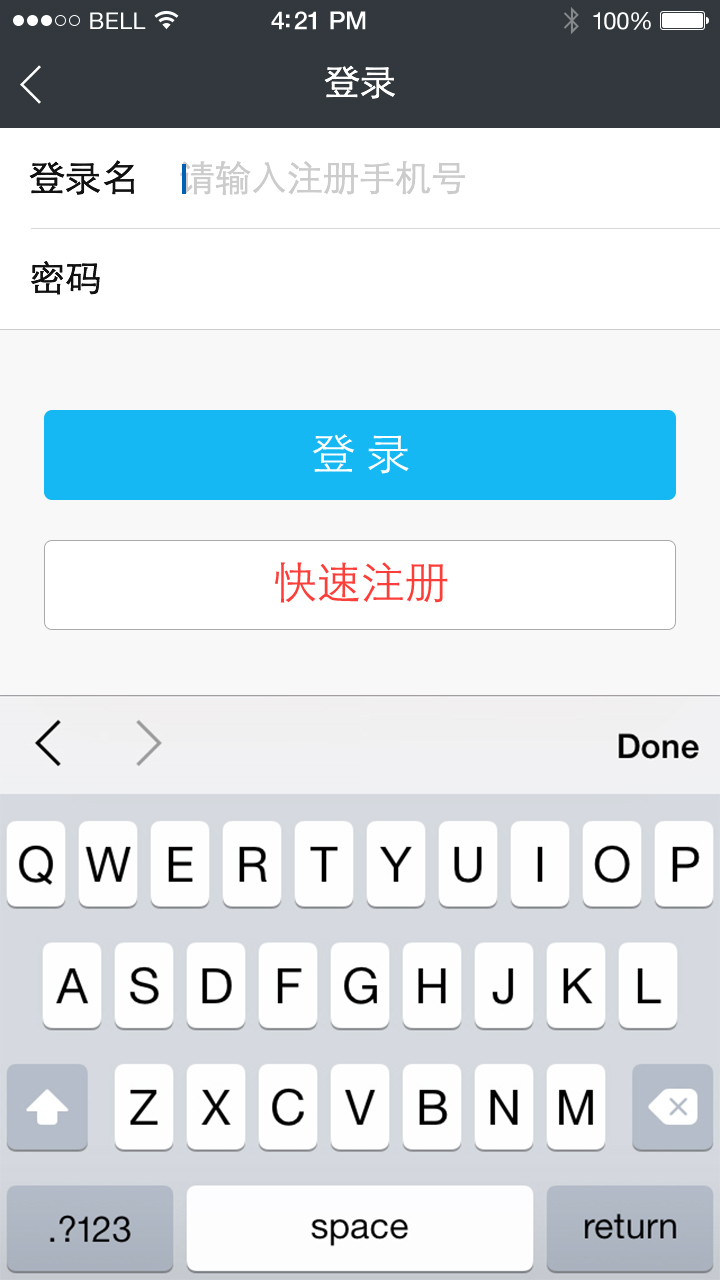 BELL 4:21 PM 100%
登录
登录名 请输入注册手机号
密码
登 录
快速注册
Done
Q W E R T Y U I O P
A S D F G H J K L
Z X C V B N M
.?123 space return